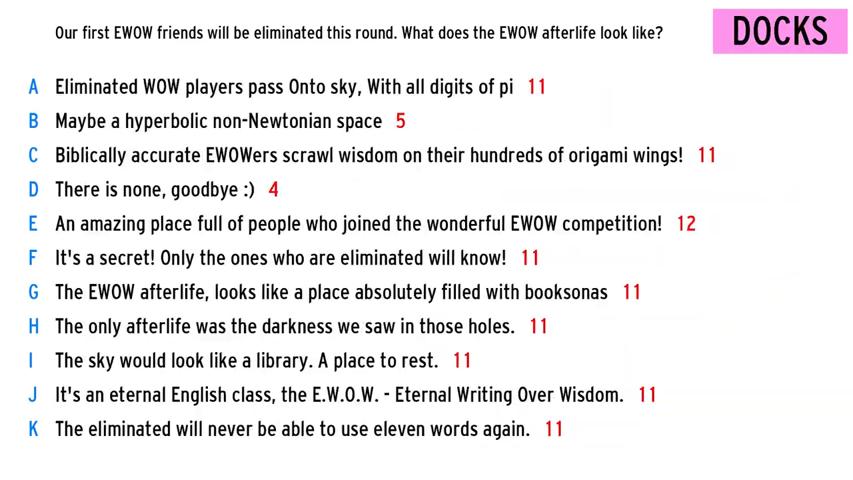 Our first EWOW friends will be eliminated this round. What does the EWOW afterlife look like?
DOCKS
A Eliminated WOW players pass Onto sky, With all digits of pi 11
B Maybe a hyperbolic non-Newtonian space 5
C Biblically accurate EWOWers scrawl wisdom on their hundreds of origami wings! 11
D There is none, goodbye :) 4
E An amazing place full of people who joined the wonderful EWOW competition! 12
F It's a secret! Only the ones who are eliminated will know! 11
G The EWOW afterlife, looks like a place absolutely filled with booksonas 11
H The only afterlife was the darkness we saw in those holes. 11
I The sky would look like a library. A place to rest. 11
J It's an eternal English class, the E.W.O.W. - Eternal Writing Over Wisdom. 11
K The eliminated will never be able to use eleven words again. 11